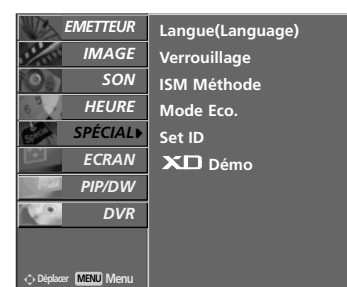 EMETTEUR
IMAGE
SON
HEURE
SPÉCIAL
ECRAN
PIP/DW
DVR
Déplacer MENU Menu
Langue(Language)
Verrouillage
ISM Méthode
Mode Eco.
Set ID
XD Démo